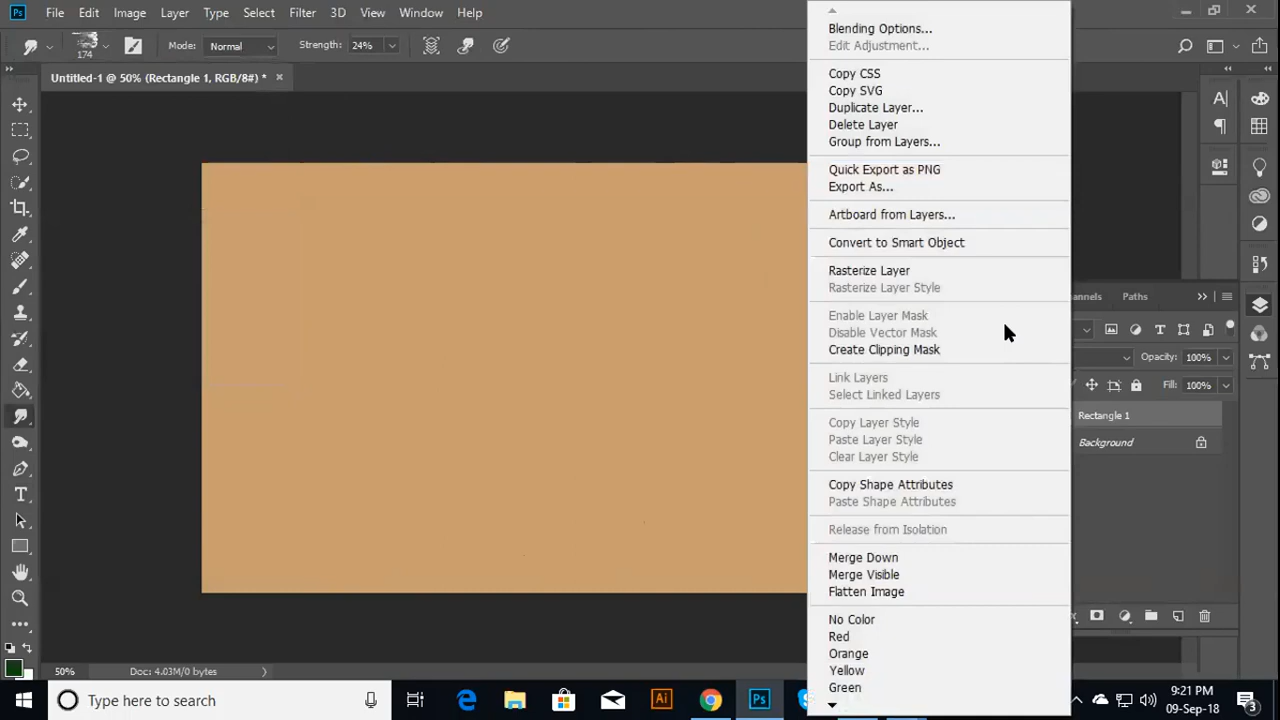 Ps File Edit Image Layer Type Select Filter 3D View Window Help
174 Mode: Normal Strength: 24%
Untitled-1 @ 50% (Rectangle 1, RGB/8#) * ×
Blending Options...
Edit Adjustment...
Copy CSS
Copy SVG
Duplicate Layer...
Delete Layer
Group from Layers...
Quick Export as PNG
Export As...
Artboard from Layers...
Convert to Smart Object
Rasterize Layer
Rasterize Layer Style
Enable Layer Mask
Disable Vector Mask
Create Clipping Mask
Link Layers
Select Linked Layers
Copy Layer Style
Paste Layer Style
Clear Layer Style
Copy Shape Attributes
Paste Shape Attributes
Release from Isolation
Merge Down
Merge Visible
Flatten Image
No Color
Red
Orange
Yellow
Green
annels Paths
Opacity: 100%
Fill: 100%
Rectangle 1
Background
50% Doc: 4.03M/0 bytes
Type here to search
Ai Ps
9:21 PM
09-Sep-18
3